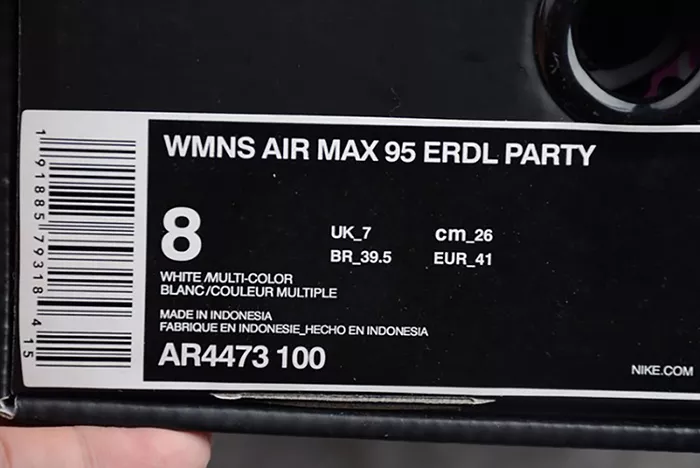 WMNS AIR MAX 95 ERDL PARTY
8
UK_7 cm_26
BR_39.5 EUR_41
WHITE/MULTI-COLOR
BLANC/COULEUR MULTIPLE
MADE IN INDONESIA
FABRIQUE EN INDONESIE_HECHO EN INDONESIA
AR4473 100
NIKE.COM
1 91885 79318 4 15